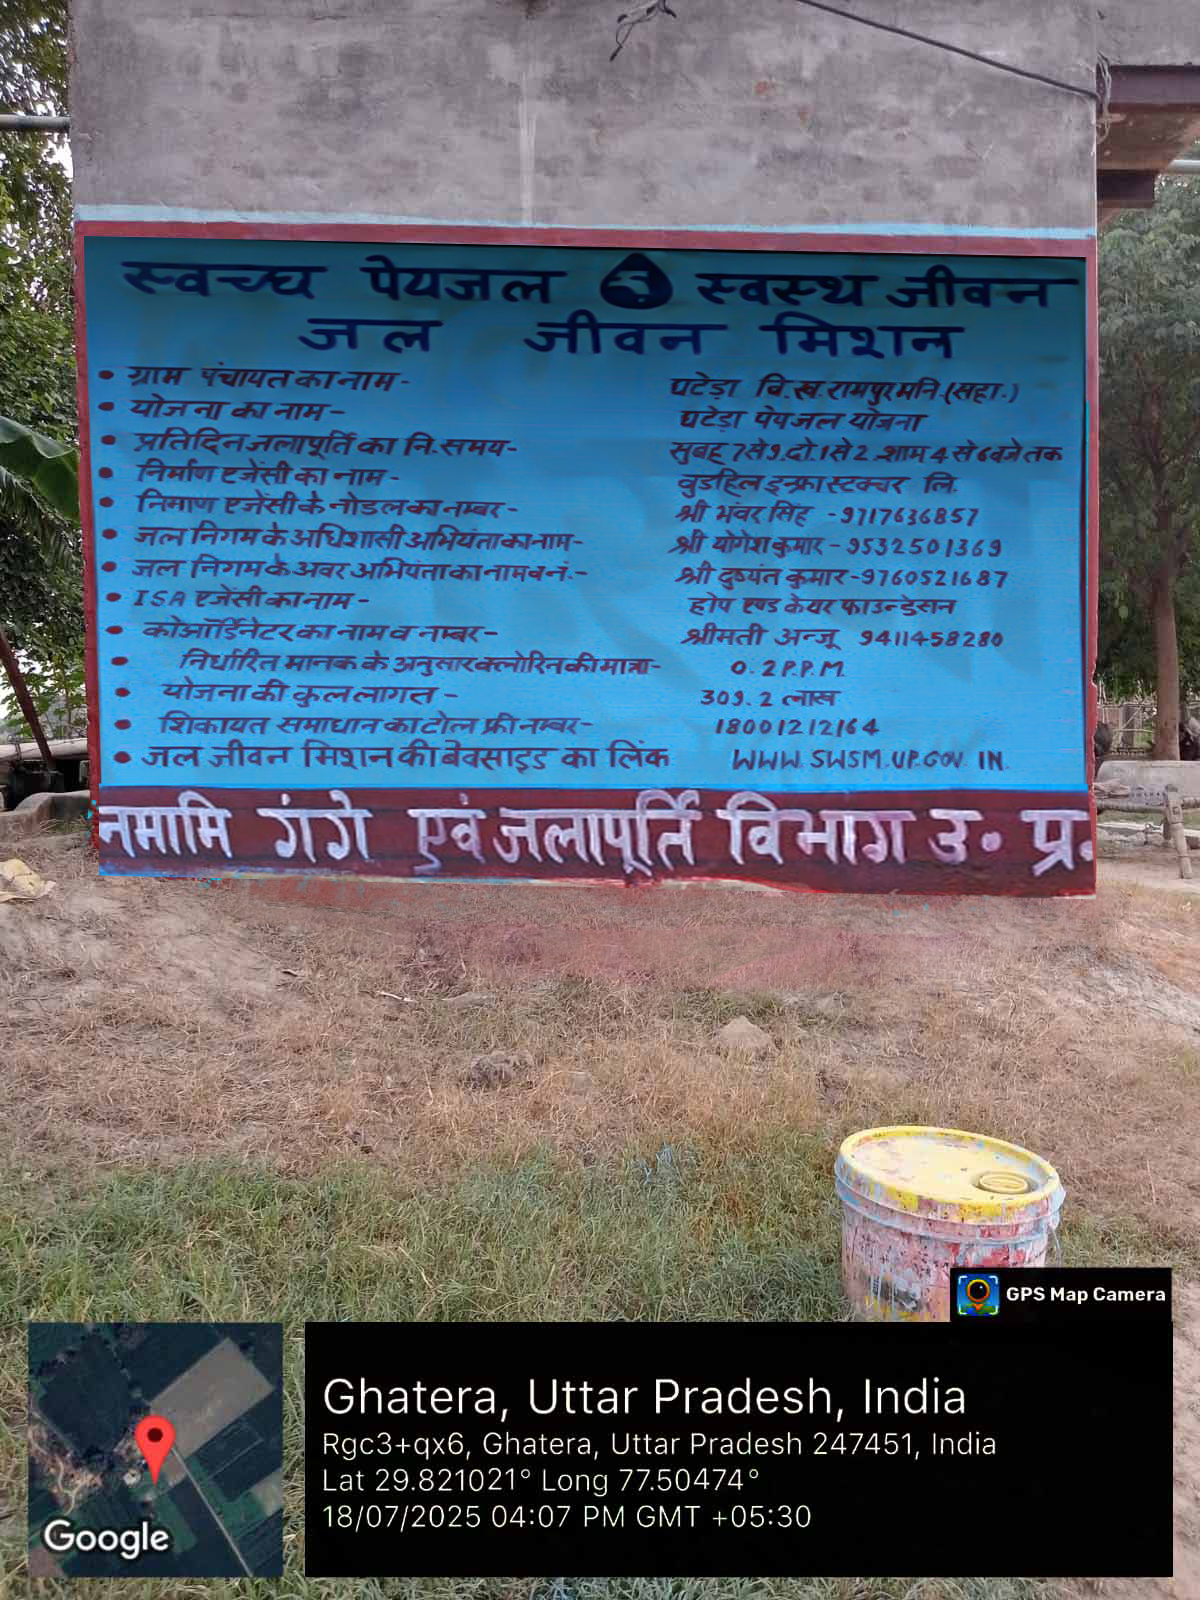 स्वच्छ पेयजल स्वस्थ जीवन
जल जीवन मिशन
• ग्राम पंचायत का नाम - घटेड़ा वि.ख. रामपुर मनि.(सहा.)
• योजना का नाम - घटेड़ा पेयजल योजना
• प्रतिदिन जलापूर्ति का नि. समय- सुबह 7 से 9, दो. 1 से 2 शाम 4 से 6 बजे तक
• निर्माण एजेंसी का नाम - वुडहिल इन्फ्रास्टक्चर लि.
• निमाण एजेंसी के नोडल का नम्बर - श्री भंवर सिंह - 9717636857
• जल निगम के अधिशासी अभियंता का नाम- श्री योगेश कुमार - 9532501369
• जल निगम के अवर अभियंता का नाम व नं.- श्री दुष्यंत कुमार - 9760521687
• ISA एजेंसी का नाम - होप एण्ड केयर फाउन्डेसन
• कोऑर्डिनेटर का नाम व नम्बर - श्रीमती अन्जू 9411458280
• निर्धारित मानक के अनुसार क्लोरिन की मात्रा- 0.2 P.P.M.
• योजना की कुल लागत - 309.2 लाख
• शिकायत समाधान का टोल फ्री नम्बर- 18001212164
• जल जीवन मिशन की बेवसाइड का लिंक WWW.SWSM.UP.GOV.IN.
नमामि गंगे एवं जलापूर्ति विभाग उ॰ प्र.
GPS Map Camera
Ghatera, Uttar Pradesh, India
Rgc3+qx6, Ghatera, Uttar Pradesh 247451, India
Lat 29.821021° Long 77.50474°
18/07/2025 04:07 PM GMT +05:30
Google